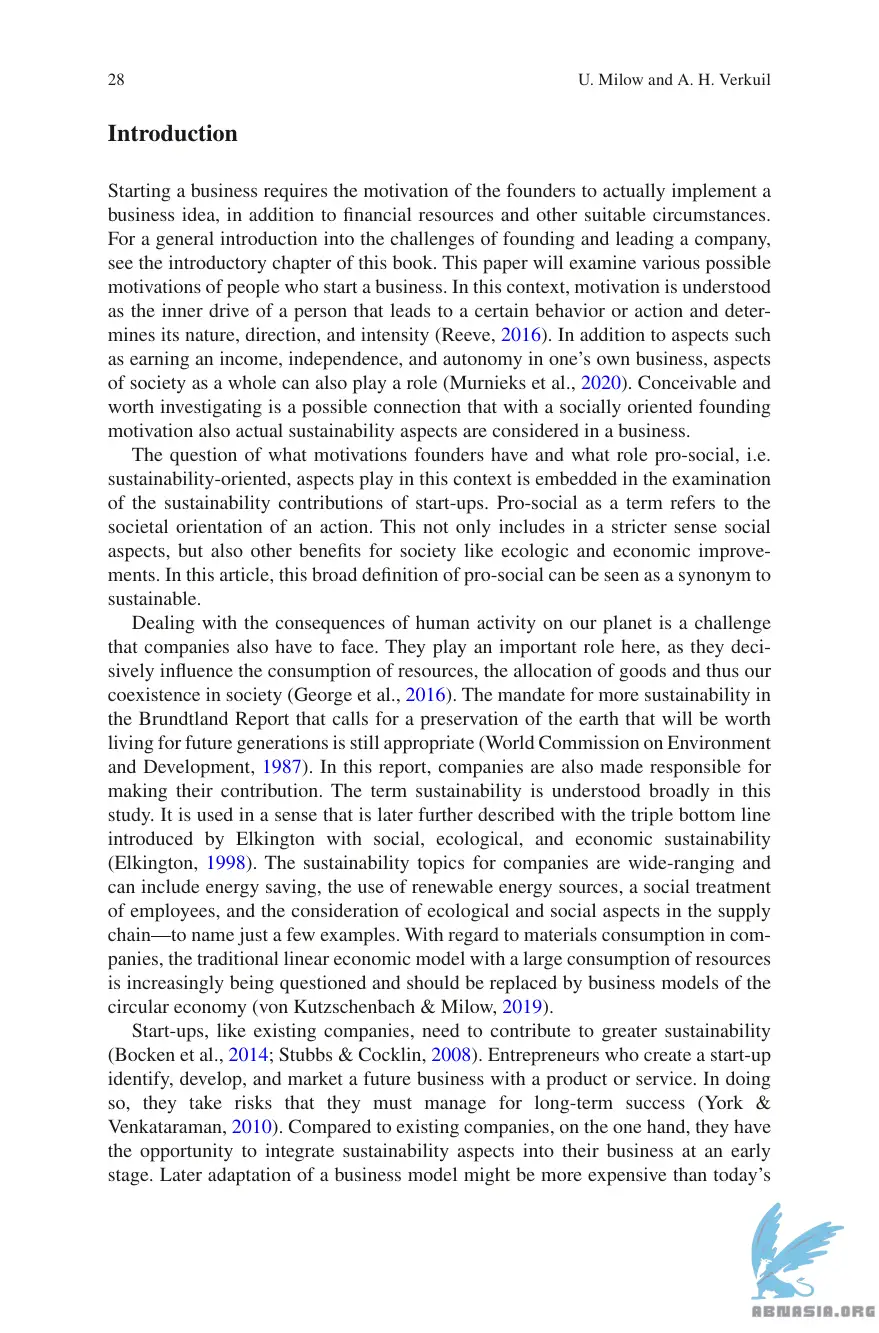 28
U. Milow and A. H. Verkuil
Introduction
Starting a business requires the motivation of the founders to actually implement a
business idea, in addition to financial resources and other suitable circumstances.
For a general introduction into the challenges of founding and leading a company,
see the introductory chapter of this book. This paper will examine various possible
motivations of people who start a business. In this context, motivation is understood
as the inner drive of a person that leads to a certain behavior or action and deter-
mines its nature, direction, and intensity (Reeve, 2016). In addition to aspects such
as earning an income, independence, and autonomy in one’s own business, aspects
of society as a whole can also play a role (Murnieks et al., 2020). Conceivable and
worth investigating is a possible connection that with a socially oriented founding
motivation also actual sustainability aspects are considered in a business.
The question of what motivations founders have and what role pro-social, i.e.
sustainability-oriented, aspects play in this context is embedded in the examination
of the sustainability contributions of start-ups. Pro-social as a term refers to the
societal orientation of an action. This not only includes in a stricter sense social
aspects, but also other benefits for society like ecologic and economic improve-
ments. In this article, this broad definition of pro-social can be seen as a synonym to
sustainable.
Dealing with the consequences of human activity on our planet is a challenge
that companies also have to face. They play an important role here, as they deci-
sively influence the consumption of resources, the allocation of goods and thus our
coexistence in society (George et al., 2016). The mandate for more sustainability in
the Brundtland Report that calls for a preservation of the earth that will be worth
living for future generations is still appropriate (World Commission on Environment
and Development, 1987). In this report, companies are also made responsible for
making their contribution. The term sustainability is understood broadly in this
study. It is used in a sense that is later further described with the triple bottom line
introduced by Elkington with social, ecological, and economic sustainability
(Elkington, 1998). The sustainability topics for companies are wide-ranging and
can include energy saving, the use of renewable energy sources, a social treatment
of employees, and the consideration of ecological and social aspects in the supply
chain—to name just a few examples. With regard to materials consumption in com-
panies, the traditional linear economic model with a large consumption of resources
is increasingly being questioned and should be replaced by business models of the
circular economy (von Kutzschenbach & Milow, 2019).
Start-ups, like existing companies, need to contribute to greater sustainability
(Bocken et al., 2014; Stubbs & Cocklin, 2008). Entrepreneurs who create a start-up
identify, develop, and market a future business with a product or service. In doing
so, they take risks that they must manage for long-term success (York &
Venkataraman, 2010). Compared to existing companies, on the one hand, they have
the opportunity to integrate sustainability aspects into their business at an early
stage. Later adaptation of a business model might be more expensive than today’s
ABNASIA.ORG